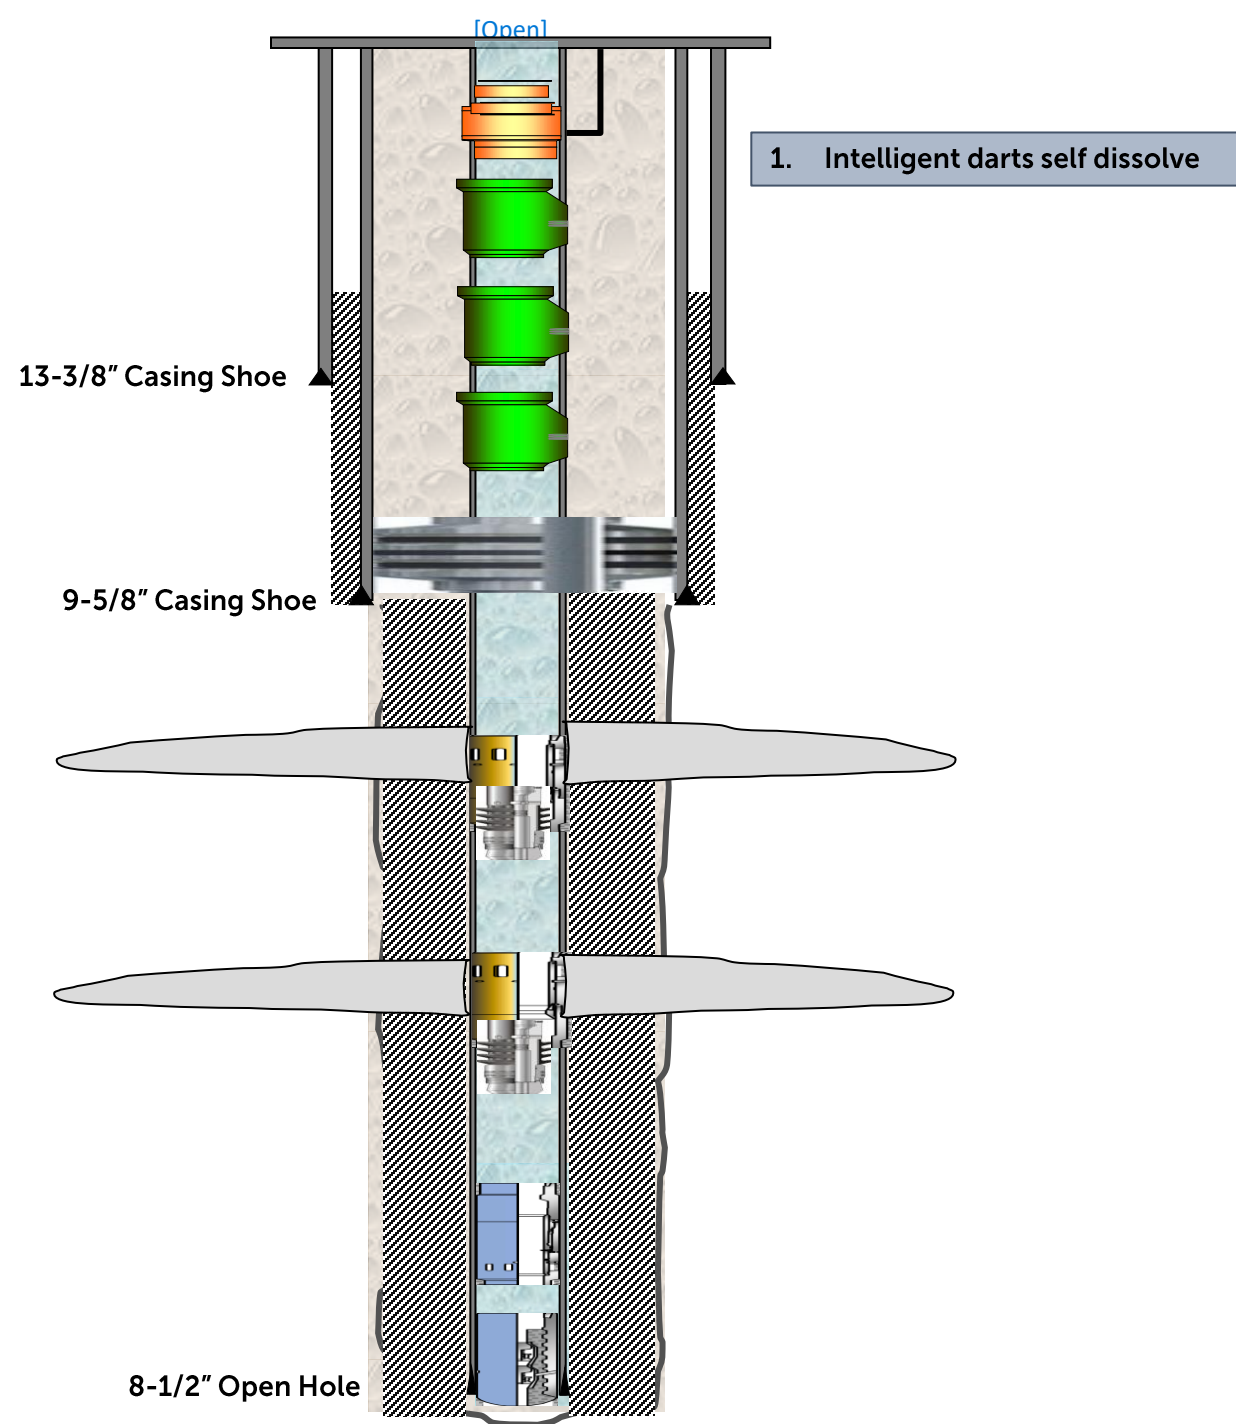 [Open]
1. Intelligent darts self dissolve
13-3/8” Casing Shoe
9-5/8” Casing Shoe
8-1/2” Open Hole